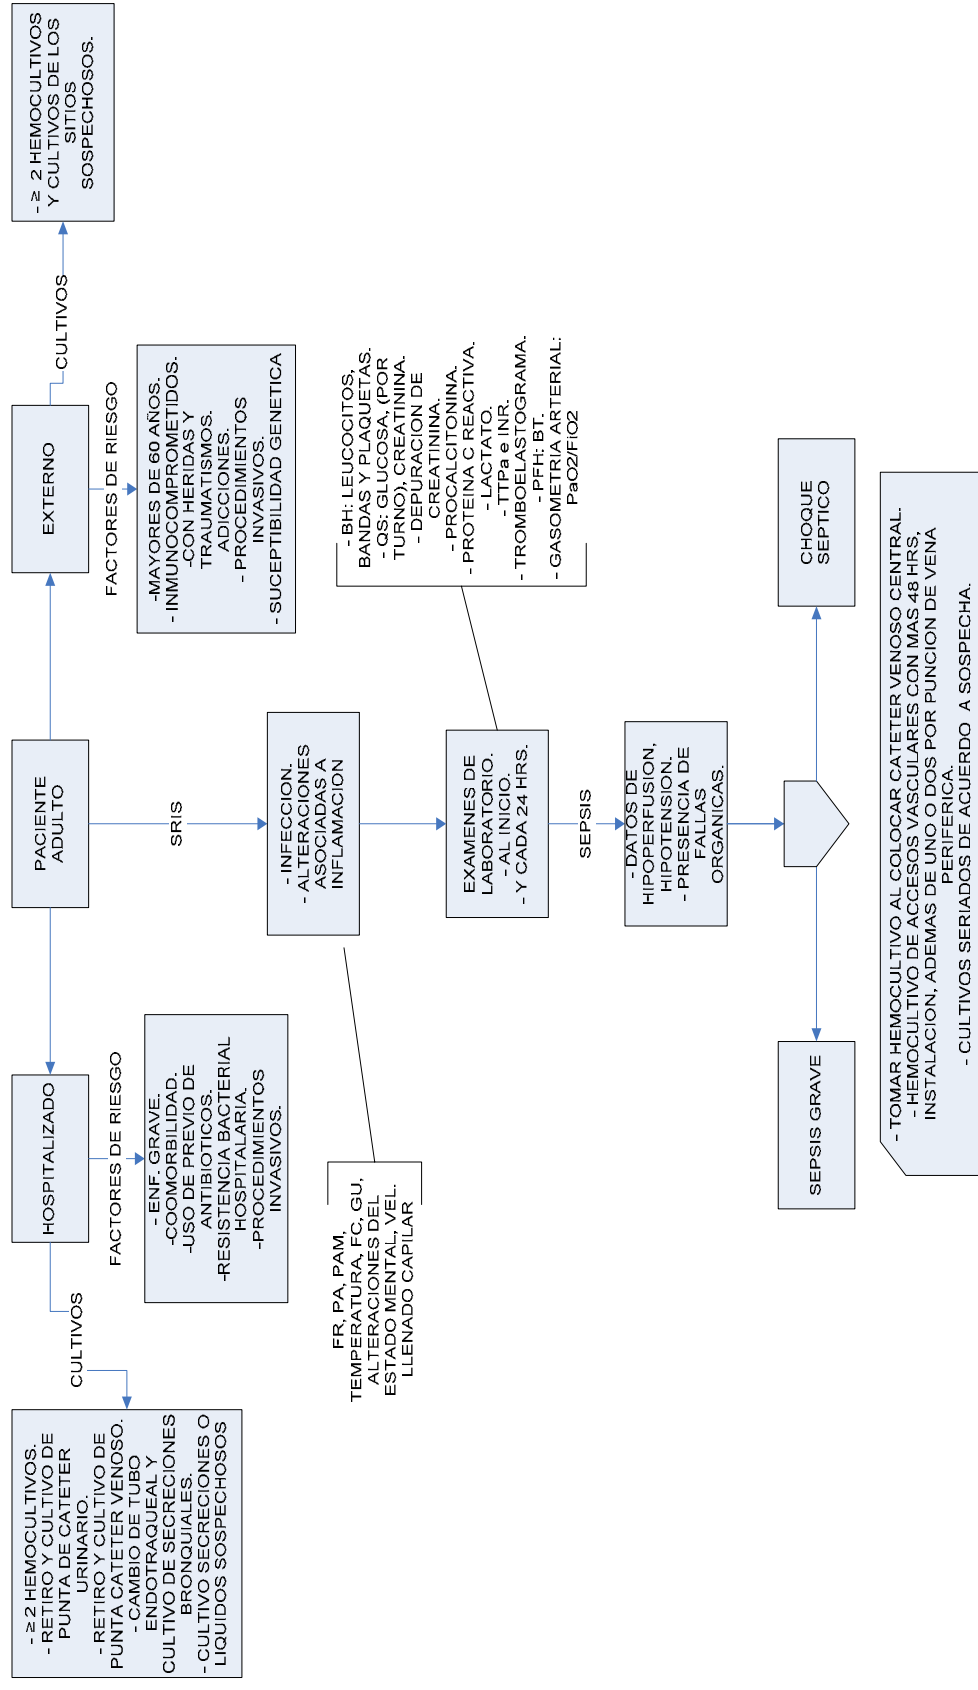 PACIENTE
ADULTO
HOSPITALIZADO
EXTERNO
CULTIVOS
- ≥ 2 HEMOCULTIVOS.
- RETIRO Y CULTIVO DE
PUNTA DE CATETER
URINARIO.
- RETIRO Y CULTIVO DE
PUNTA CATETER VENOSO.
- CAMBIO DE TUBO
ENDOTRAQUEAL Y
CULTIVO DE SECRECIONES
BRONQUIALES.
- CULTIVO SECRECIONES O
LIQUIDOS SOSPECHOSOS
FACTORES DE RIESGO
- ENF. GRAVE.
-COOMORBILIDAD.
-USO DE PREVIO DE
ANTIBIOTICOS.
-RESISTENCIA BACTERIAL
HOSPITALARIA.
-PROCEDIMIENTOS
INVASIVOS.
SRIS
FACTORES DE RIESGO
-MAYORES DE 60 AÑOS.
- INMUNOCOMPROMETIDOS.
-CON HERIDAS Y
TRAUMATISMOS.
ADICCIONES.
- PROCEDIMIENTOS
INVASIVOS.
- SUCEPTIBILIDAD GENETICA
CULTIVOS
- ≥ 2 HEMOCULTIVOS
Y CULTIVOS DE LOS
SITIOS
SOSPECHOSOS.
- INFECCION.
- ALTERACIONES
ASOCIADAS A
INFLAMACION
FR, PA, PAM,
TEMPERATURA, FC, GU,
ALTERACIONES DEL
ESTADO MENTAL, VEL.
LLENADO CAPILAR
EXAMENES DE
LABORATORIO.
- AL INICIO.
- Y CADA 24 HRS.
- BH: LEUCOCITOS,
BANDAS Y PLAQUETAS.
- QS: GLUCOSA, (POR
TURNO), CREATININA.
- DEPURACION DE
CREATININA.
- PROCALCITONINA.
- PROTEINA C REACTIVA.
- LACTATO.
- TTPa e INR.
- TROMBOELASTOGRAMA.
- PFH: BT.
- GASOMETRIA ARTERIAL:
PaO2/FiO2
SEPSIS
- DATOS DE
HIPOPERFUSION,
HIPOTENSION.
- PRESENCIA DE
FALLAS
ORGANICAS.
SEPSIS GRAVE
CHOQUE
SEPTICO
- TOMAR HEMOCULTIVO AL COLOCAR CATETER VENOSO CENTRAL.
- HEMOCULTIVO DE ACCESOS VASCULARES CON MAS 48 HRS,
INSTALACION, ADEMAS DE UNO O DOS POR PUNCION DE VENA
PERIFERICA.
- CULTIVOS SERIADOS DE ACUERDO A SOSPECHA.